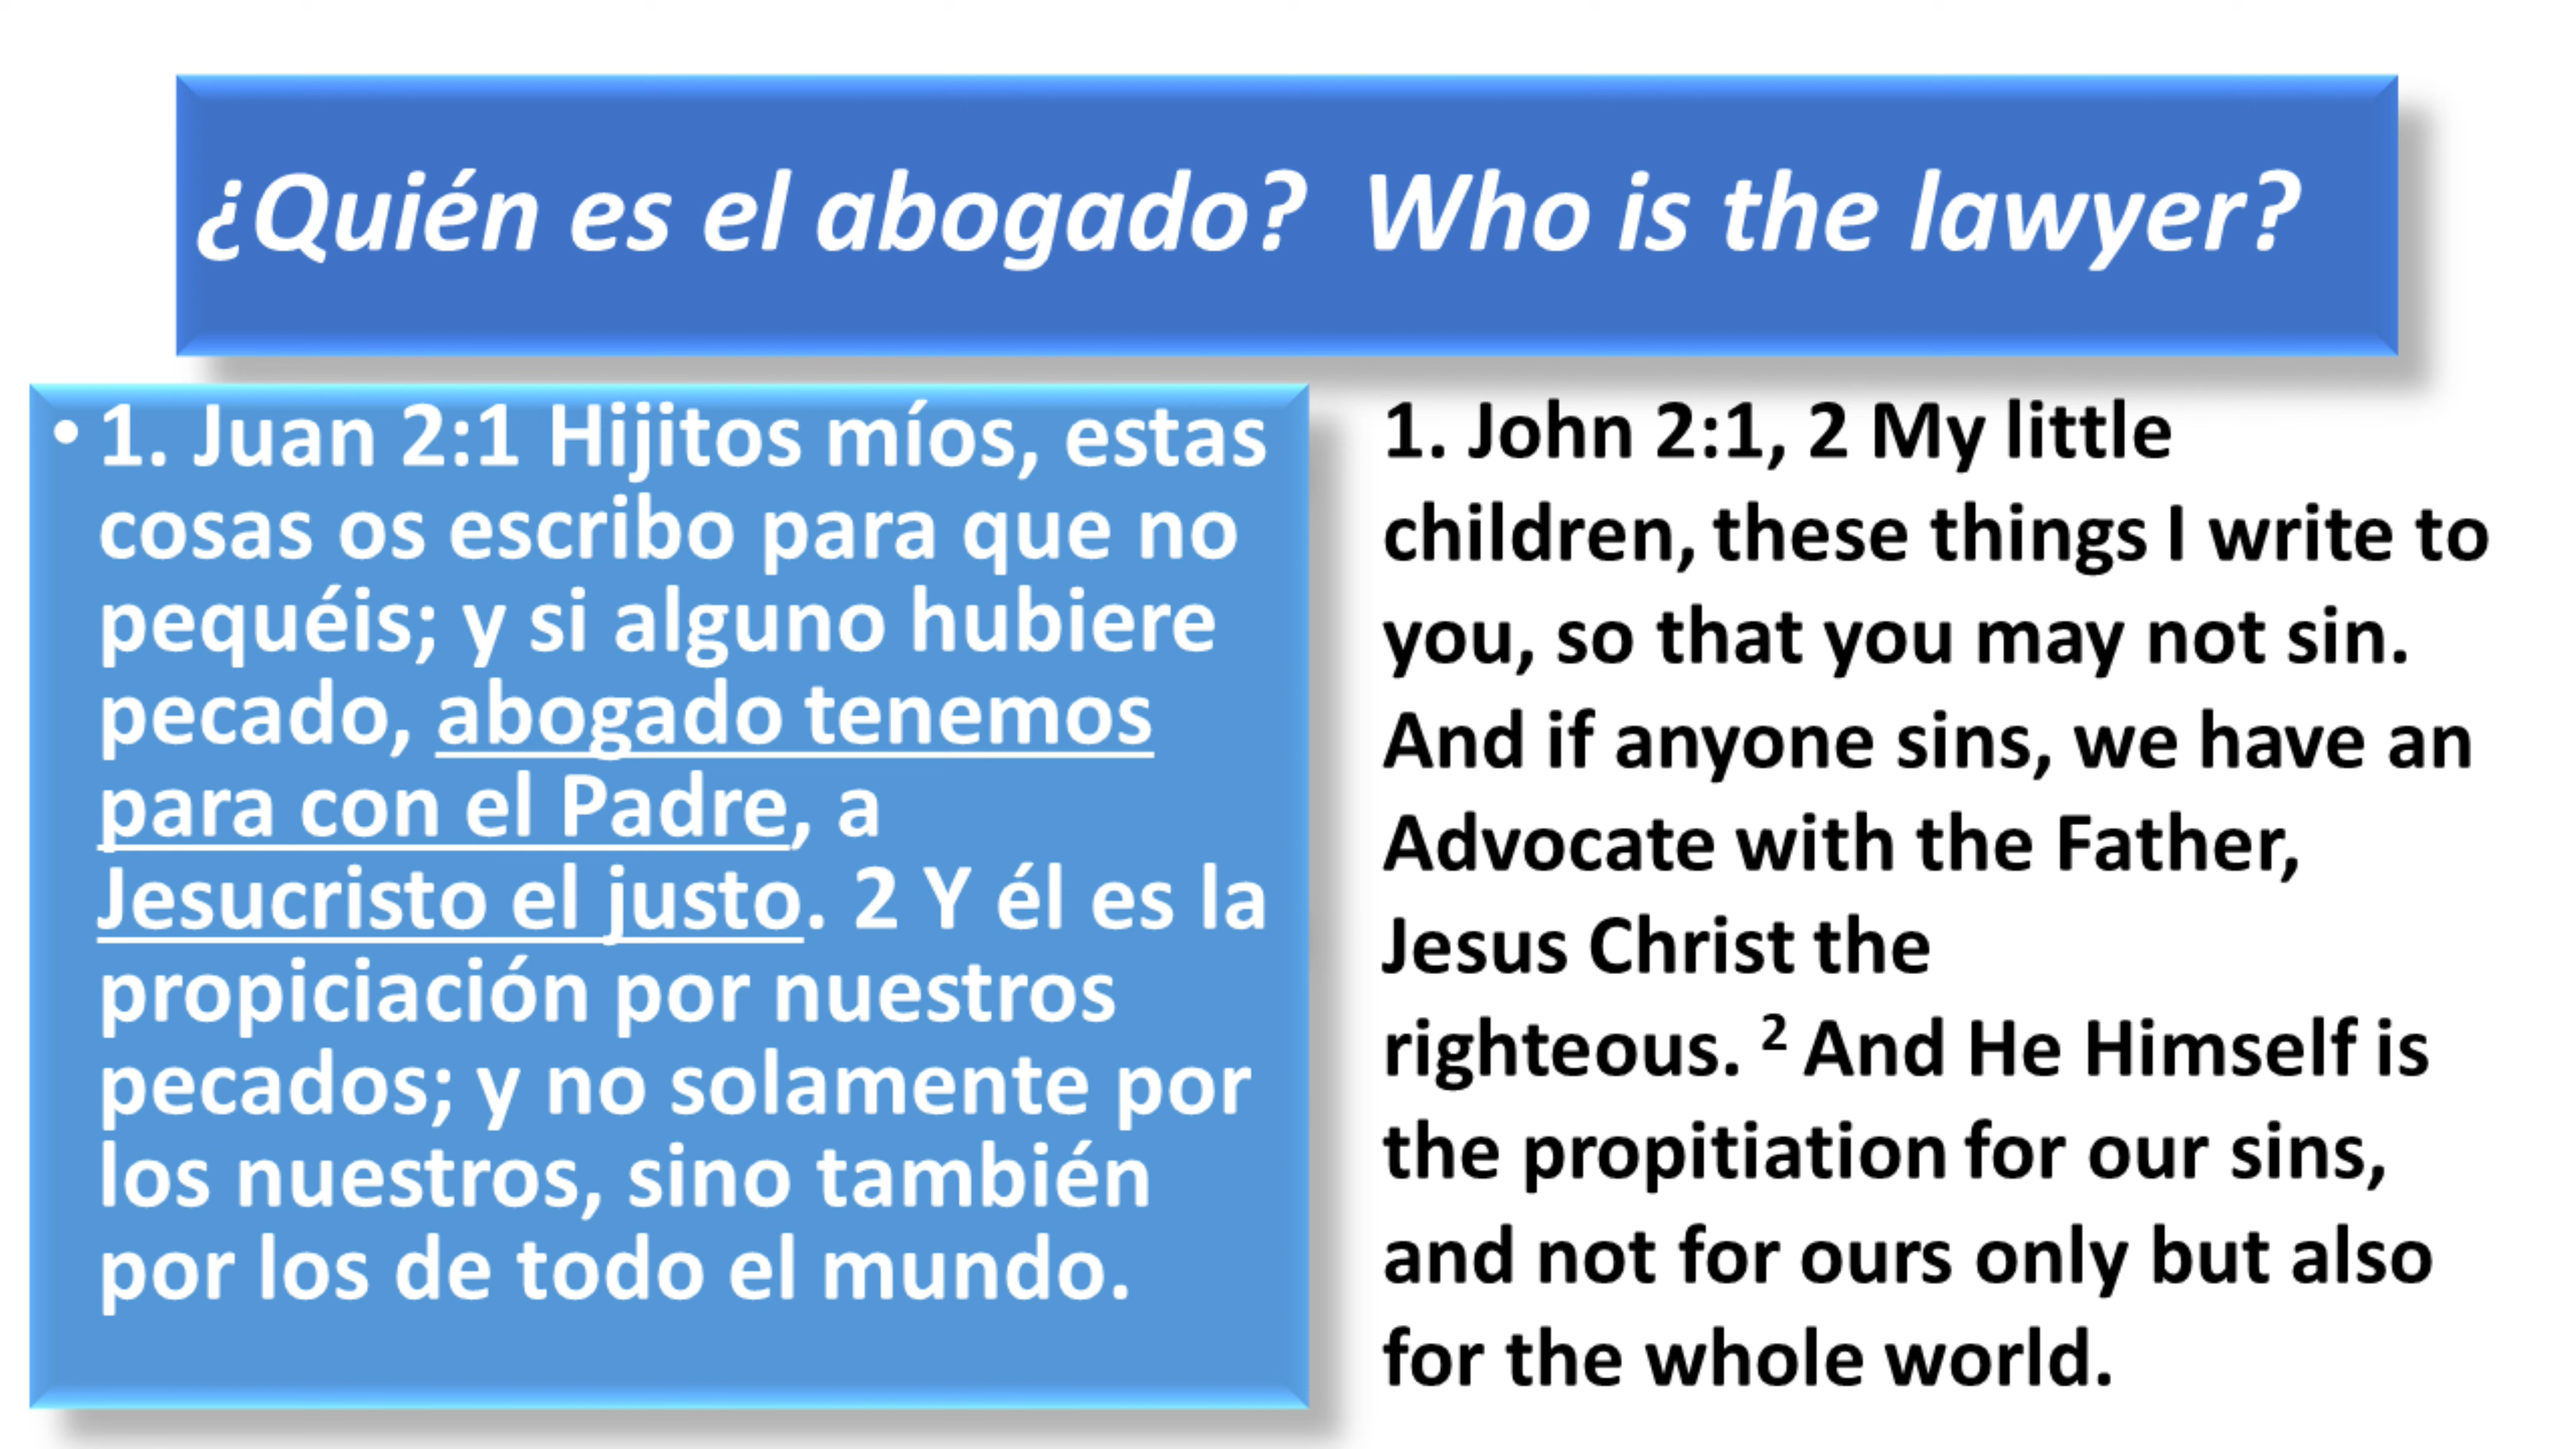 ¿Quién es el abogado?  Who is the lawyer?
• 1. Juan 2:1 Hijitos míos, estas
cosas os escribo para que no
pequéis; y si alguno hubiere
pecado, abogado tenemos
para con el Padre, a
Jesucristo el justo. 2 Y él es la
propiciación por nuestros
pecados; y no solamente por
los nuestros, sino también
por los de todo el mundo.
1. John 2:1, 2 My little
children, these things I write to
you, so that you may not sin.
And if anyone sins, we have an
Advocate with the Father,
Jesus Christ the
righteous. ² And He Himself is
the propitiation for our sins,
and not for ours only but also
for the whole world.